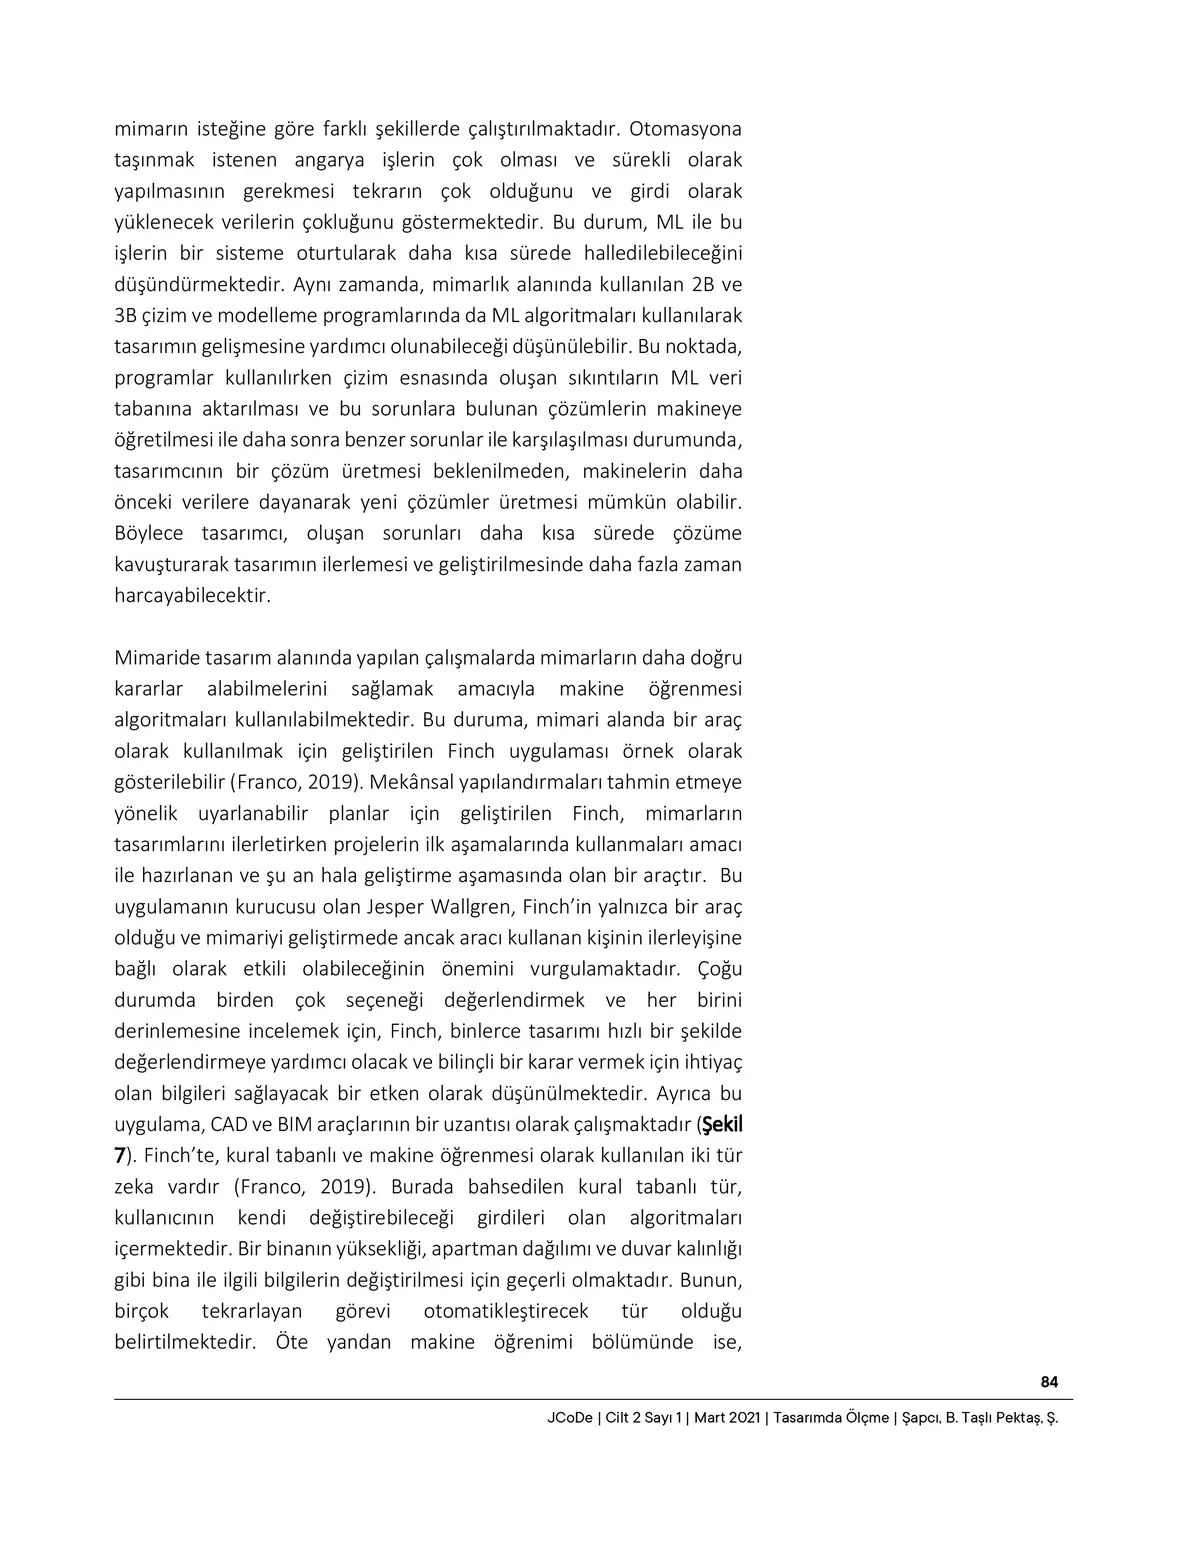 mimarın isteğine göre farklı şekillerde çalıştırılmaktadır. Otomasyona
taşınmak istenen angarya işlerin çok olması ve sürekli olarak
yapılmasının gerekmesi tekrarın çok olduğunu ve girdi olarak
yüklenecek verilerin çokluğunu göstermektedir. Bu durum, ML ile bu
işlerin bir sisteme oturtularak daha kısa sürede halledilebileceğini
düşündürmektedir. Aynı zamanda, mimarlık alanında kullanılan 2B ve
3B çizim ve modelleme programlarında da ML algoritmaları kullanılarak
tasarımın gelişmesine yardımcı olunabileceği düşünülebilir. Bu noktada,
programlar kullanılırken çizim esnasında oluşan sıkıntıların ML veri
tabanına aktarılması ve bu sorunlara bulunan çözümlerin makineye
öğretilmesi ile daha sonra benzer sorunlar ile karşılaşılması durumunda,
tasarımcının bir çözüm üretmesi beklenilmeden, makinelerin daha
önceki verilere dayanarak yeni çözümler üretmesi mümkün olabilir.
Böylece tasarımcı, oluşan sorunları daha kısa sürede çözüme
kavuşturarak tasarımın ilerlemesi ve geliştirilmesinde daha fazla zaman
harcayabilecektir.
Mimaride tasarım alanında yapılan çalışmalarda mimarların daha doğru
kararlar alabilmelerini sağlamak amacıyla makine öğrenmesi
algoritmaları kullanılabilmektedir. Bu duruma, mimari alanda bir araç
olarak kullanılmak için geliştirilen Finch uygulaması örnek olarak
gösterilebilir (Franco, 2019). Mekânsal yapılandırmaları tahmin etmeye
yönelik uyarlanabilir planlar için geliştirilen Finch, mimarların
tasarımlarını ilerletirken projelerin ilk aşamalarında kullanmaları amacı
ile hazırlanan ve şu an hala geliştirme aşamasında olan bir araçtır. Bu
uygulamanın kurucusu olan Jesper Wallgren, Finch’in yalnızca bir araç
olduğu ve mimariyi geliştirmede ancak aracı kullanan kişinin ilerleyişine
bağlı olarak etkili olabileceğinin önemini vurgulamaktadır. Çoğu
durumda birden çok seçeneği değerlendirmek ve her birini
derinlemesine incelemek için, Finch, binlerce tasarımı hızlı bir şekilde
değerlendirmeye yardımcı olacak ve bilinçli bir karar vermek için ihtiyaç
olan bilgileri sağlayacak bir etken olarak düşünülmektedir. Ayrıca bu
uygulama, CAD ve BIM araçlarının bir uzantısı olarak çalışmaktadır (Şekil
7). Finch’te, kural tabanlı ve makine öğrenmesi olarak kullanılan iki tür
zeka vardır (Franco, 2019). Burada bahsedilen kural tabanlı tür,
kullanıcının kendi değiştirebileceği girdileri olan algoritmaları
içermektedir. Bir binanın yüksekliği, apartman dağılımı ve duvar kalınlığı
gibi bina ile ilgili bilgilerin değiştirilmesi için geçerli olmaktadır. Bunun,
birçok tekrarlayan görevi otomatikleştirecek tür olduğu
belirtilmektedir. Öte yandan makine öğrenimi bölümünde ise,
84
JCoDe | Cilt 2 Sayı 1 | Mart 2021 | Tasarımda Ölçme | Şapcı, B. Taşlı Pektaş, Ş.